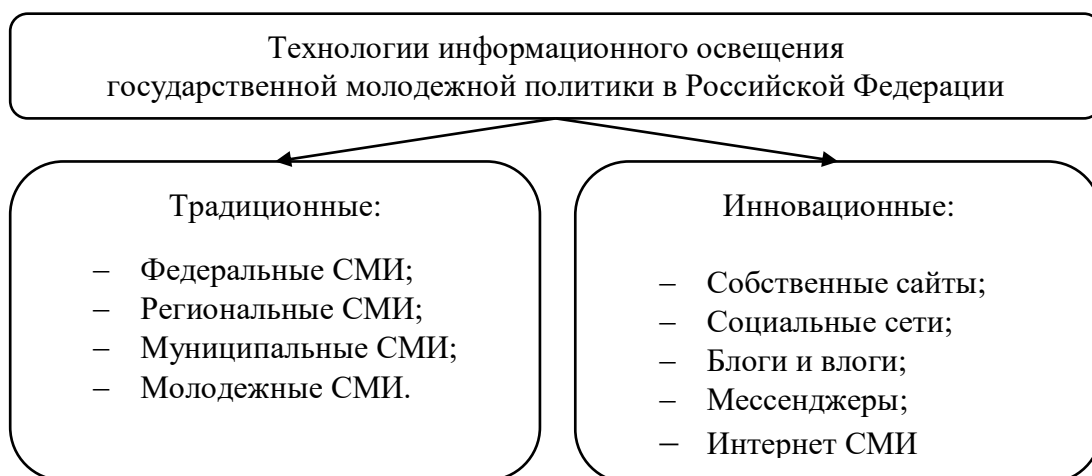 Технологии информационного освещения
государственной молодежной политики в Российской Федерации
Традиционные:
– Федеральные СМИ;
– Региональные СМИ;
– Муниципальные СМИ;
– Молодежные СМИ.
Инновационные:
– Собственные сайты;
– Социальные сети;
– Блоги и влоги;
– Мессенджеры;
– Интернет СМИ